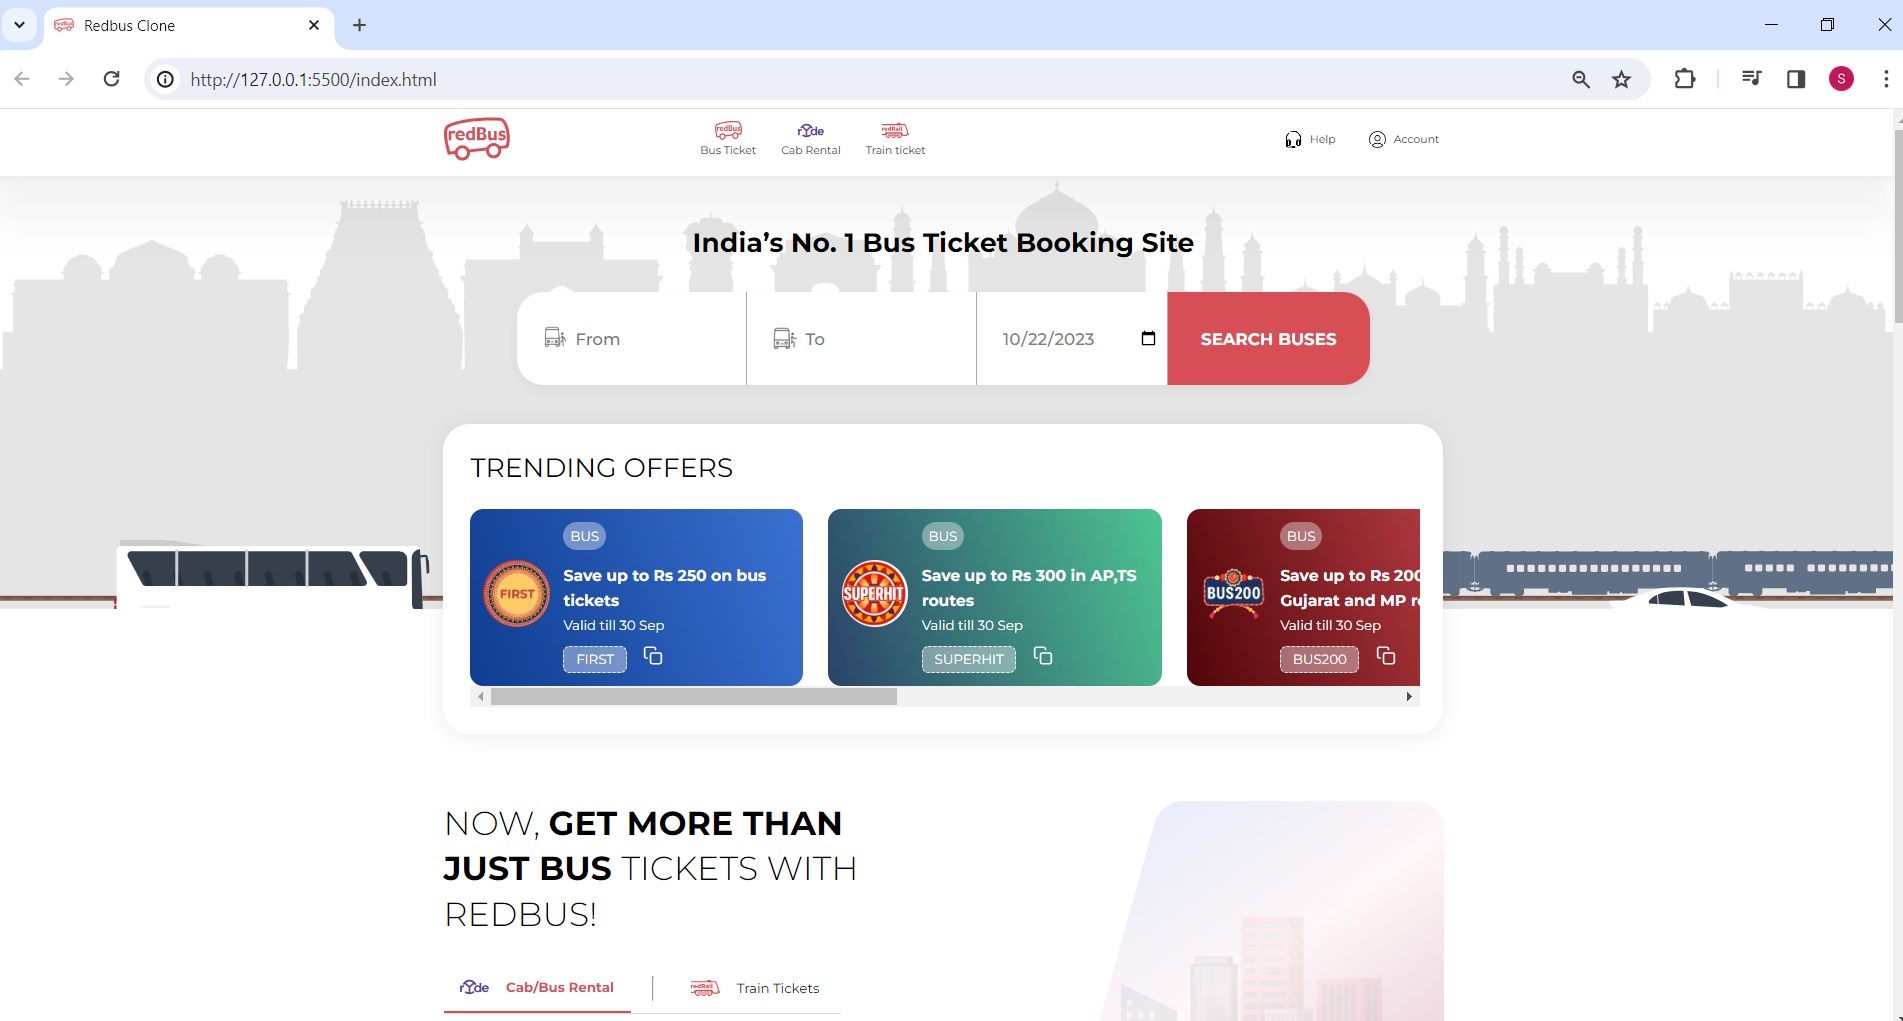 Redbus Clone
http://127.0.0.1:5500/index.html
S
redBus
redBus
Bus Ticket
ryde
Cab Rental
redRail
Train ticket
Help
Account
India’s No. 1 Bus Ticket Booking Site
From
To
10/22/2023
SEARCH BUSES
TRENDING OFFERS
BUS
FIRST
Save up to Rs 250 on bus
tickets
Valid till 30 Sep
FIRST
BUS
SUPERHIT
Save up to Rs 300 in AP,TS
routes
Valid till 30 Sep
SUPERHIT
BUS
BUS200
Save up to Rs 200
Gujarat and MP r
Valid till 30 Sep
BUS200
NOW, GET MORE THAN
JUST BUS TICKETS WITH
REDBUS!
ryde
Cab/Bus Rental
redRail
Train Tickets